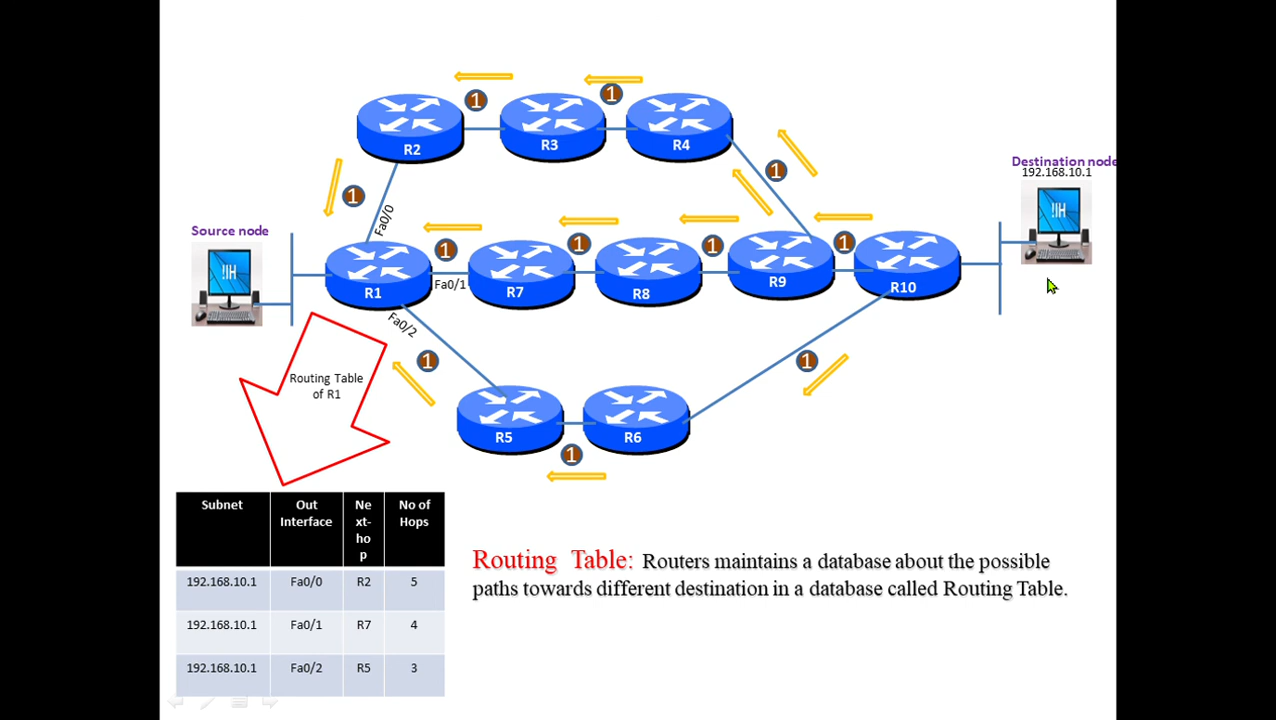 1
1
R2
R3
R4
1
Destination node
192.168.10.1
1
Fa0/0
Source node
1
1
1
1
HI!
HI!
R1
Fa0/1
R7
R8
R9
R10
Fa0/2
1
1
Routing Table
of R1
R5
R6
1
Subnet
Out
Interface
Ne
xt-
ho
p
No of
Hops
192.168.10.1 Fa0/0 R2 5
192.168.10.1 Fa0/1 R7 4
192.168.10.1 Fa0/2 R5 3
Routing Table: Routers maintains a database about the possible
paths towards different destination in a database called Routing Table.